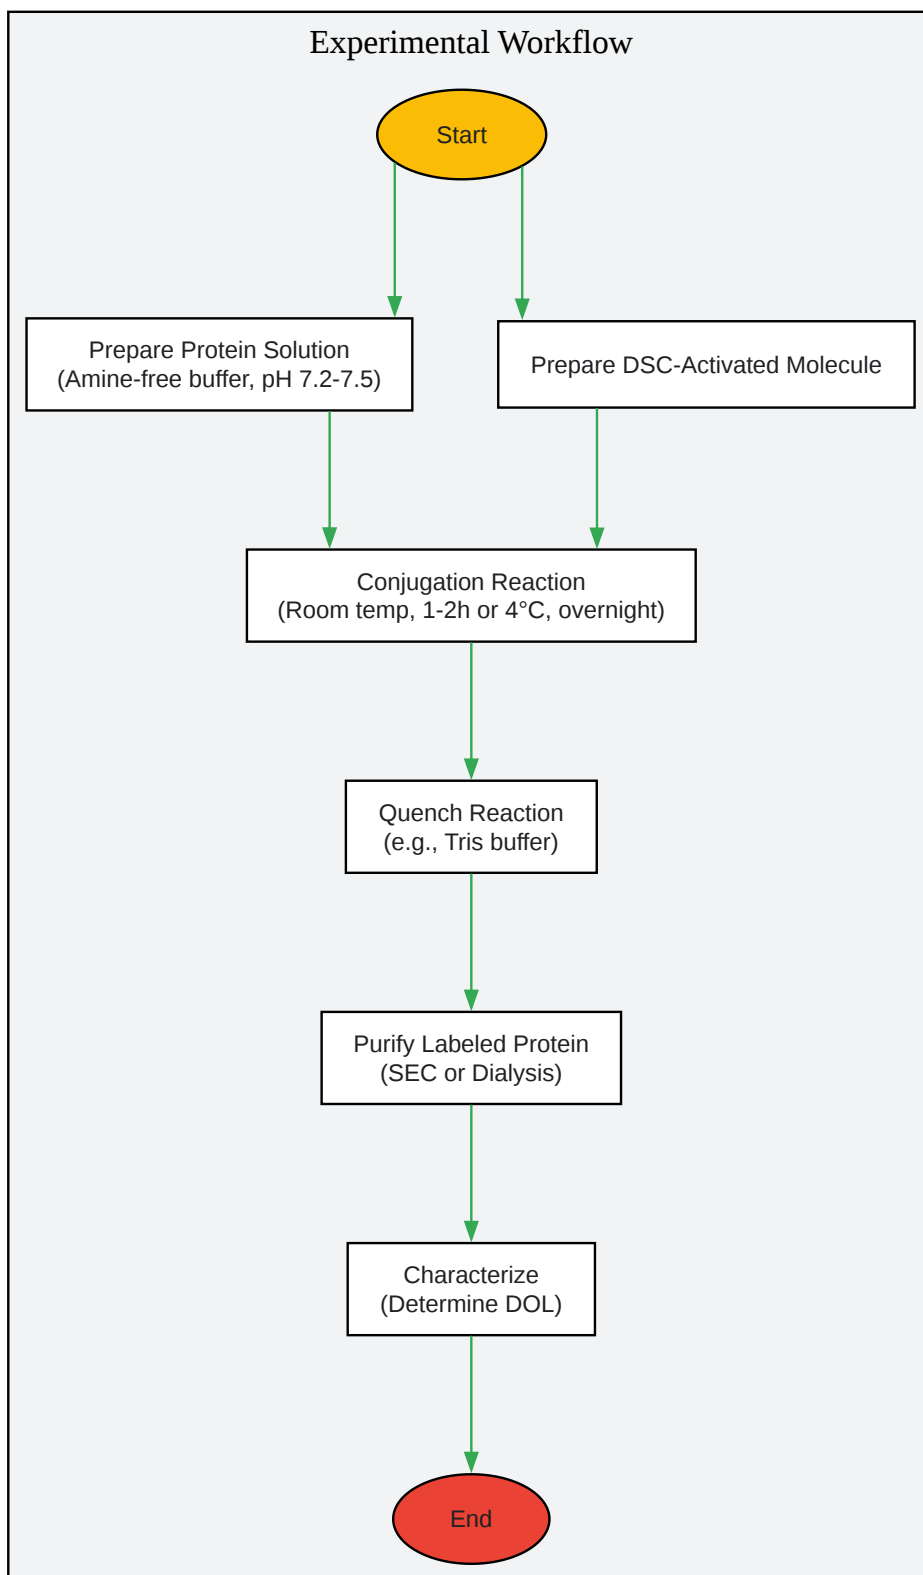 Experimental Workflow
Start
Prepare Protein Solution
(Amine-free buffer, pH 7.2-7.5)
Prepare DSC-Activated Molecule
Conjugation Reaction
(Room temp, 1-2h or 4°C, overnight)
Quench Reaction
(e.g., Tris buffer)
Purify Labeled Protein
(SEC or Dialysis)
Characterize
(Determine DOL)
End